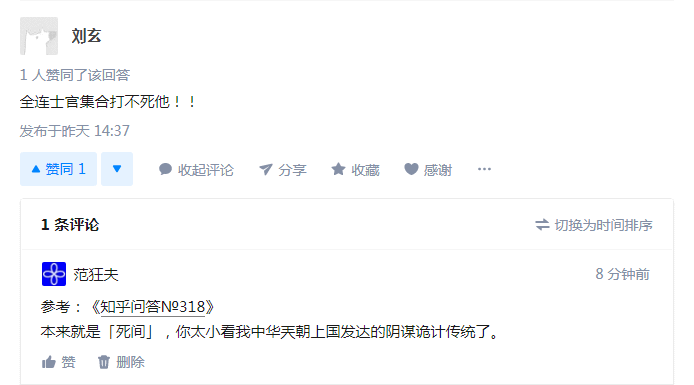 刘玄
1 人赞同了该回答
全连士官集合打不死他！！
发布于昨天 14:37
赞同 1 收起评论 分享 收藏 感谢 ···
1 条评论 切换为时间排序
范狂夫 8 分钟前
参考：《知乎问答№318》
本来就是「死间」，你太小看我中华天朝上国发达的阴谋诡计传统了。
赞 删除